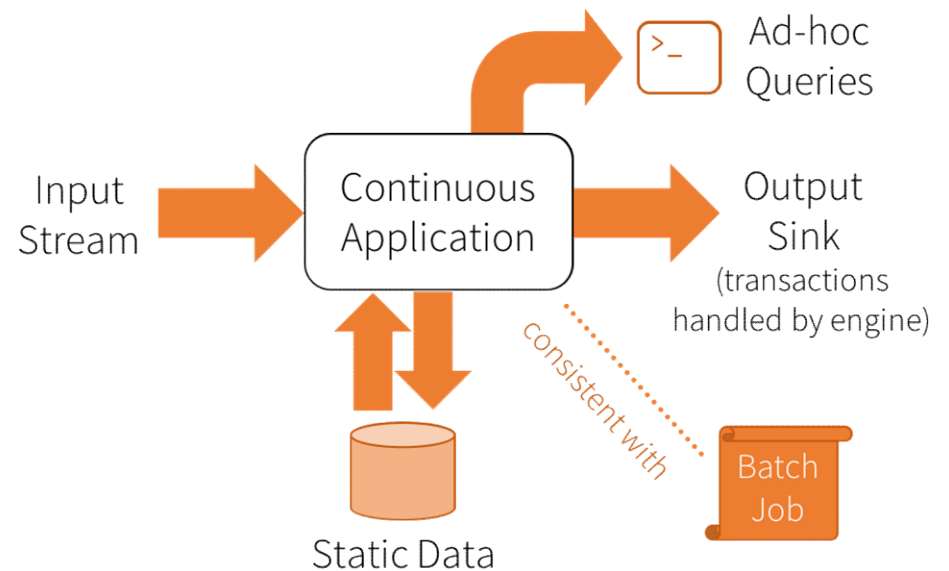 Ad-hoc
Queries
>_
Input
Stream
Continuous
Application
Output
Sink
(transactions
handled by engine)
consistent with
Batch
Job
Static Data